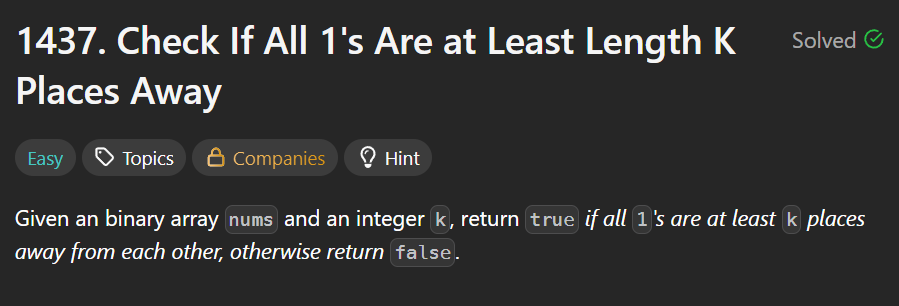 1437. Check If All 1's Are at Least Length K
Solved
Places Away
Easy
Topics
Companies
Hint
Given an binary array nums and an integer k, return true if all 1's are at least k places
away from each other, otherwise return false.